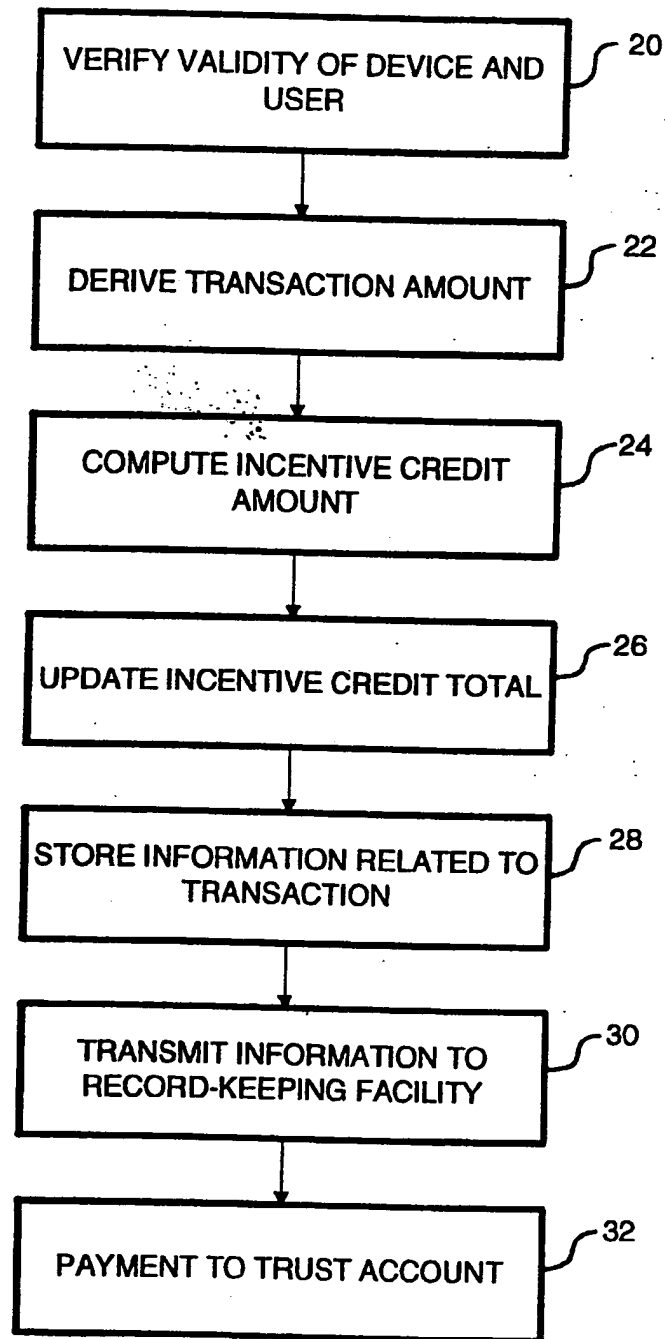 VERIFY VALIDITY OF DEVICE AND
USER
20
DERIVE TRANSACTION AMOUNT
22
COMPUTE INCENTIVE CREDIT
AMOUNT
24
UPDATE INCENTIVE CREDIT TOTAL
26
STORE INFORMATION RELATED TO
TRANSACTION
28
TRANSMIT INFORMATION TO
RECORD-KEEPING FACILITY
30
PAYMENT TO TRUST ACCOUNT
32